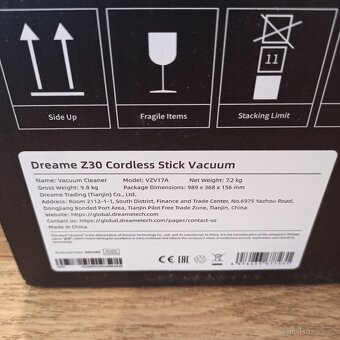 11
Side Up
Fragile Items
Stacking Limit
Dreame Z30 Cordless Stick Vacuum
Name: Vacuum Cleaner Model: VZV17A Net Weight: 7.2 kg
Gross Weight: 9.8 kg Package Dimensions: 989 x 368 x 156 mm
Dreame Trading (Tianjin) Co., Ltd.
Address: Room 2112-1-1, South District, Finance and Trade Center, No.6975 Yazhou Road,
Dongjiang Bonded Port Area, Tianjin Pilot Free Trade Zone, Tianjin, China
Website: https://global.dreametech.com
Contact us: https://global.dreametech.com/pages/contact-us
Made in China
CE EAC